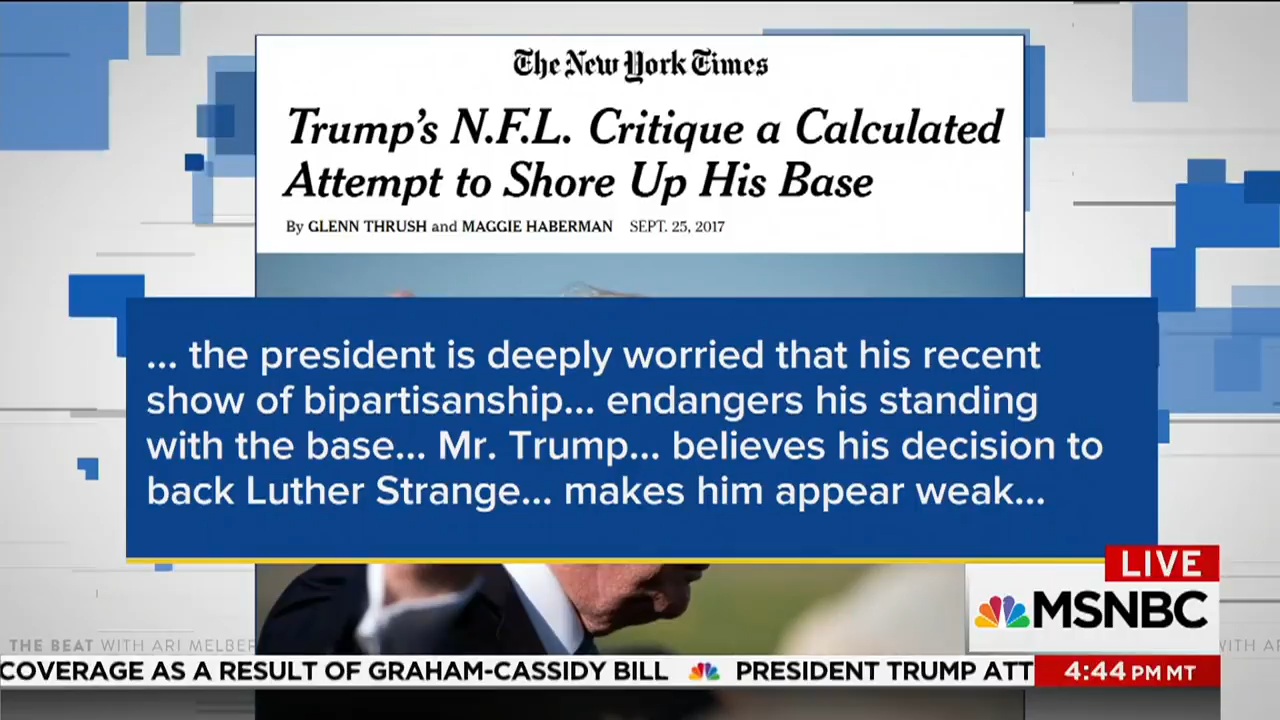 The New York Times
Trump's N.F.L. Critique a Calculated
Attempt to Shore Up His Base
By GLENN THRUSH and MAGGIE HABERMAN SEPT. 25, 2017
... the president is deeply worried that his recent
show of bipartisanship... endangers his standing
with the base... Mr. Trump... believes his decision to
back Luther Strange... makes him appear weak...
LIVE
MSNBC
THE BEAT WITH ARI MELBER
COVERAGE AS A RESULT OF GRAHAM-CASSIDY BILL PRESIDENT TRUMP ATT
4:44 PM MT